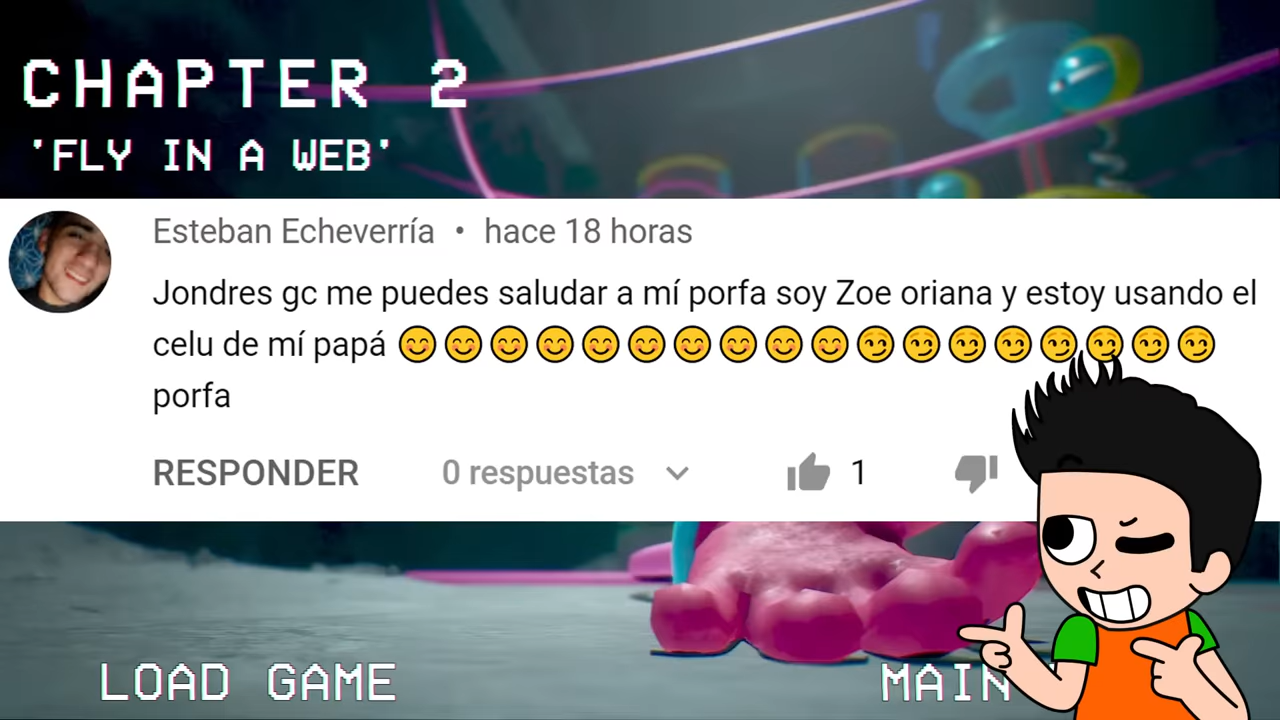 CHAPTER 2
'FLY IN A WEB'
Esteban Echeverría • hace 18 horas
Jondres gc me puedes saludar a mí porfa soy Zoe oriana y estoy usando el
celu de mí papá 😊😊😊😊😊😊😊😊😊😊😏😏😏😏😏😏😏😏
porfa
RESPONDER 0 respuestas 1
LOAD GAME MAIN